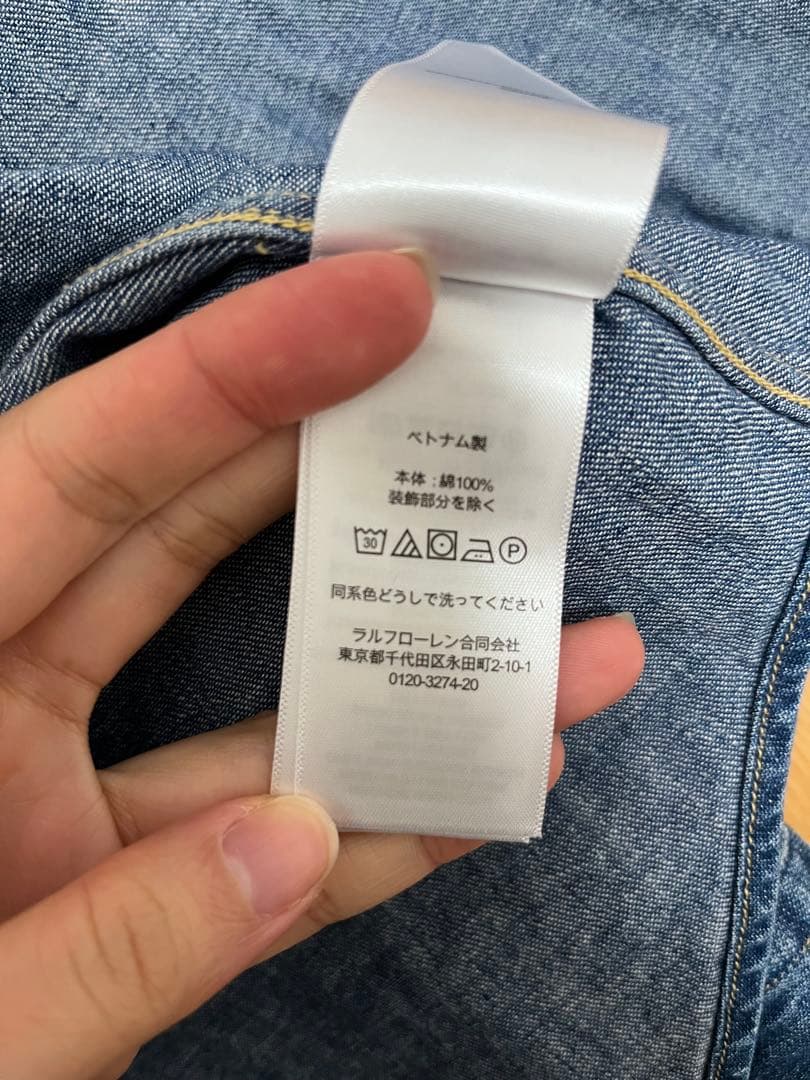 ベトナム製
本体：綿100%
装飾部分を除く
30 P
同系色どうしで洗ってください
ラルフローレン合同会社
東京都千代田区永田町2-10-1
0120-3274-20